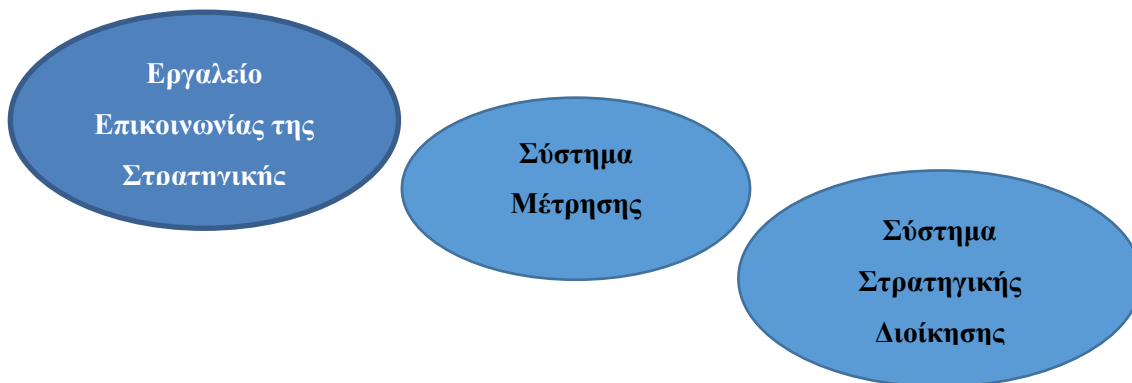 Εργαλείο
Επικοινωνίας της
Στρατηγικής
Σύστημα
Μέτρησης
Σύστημα
Στρατηγικής
Διοίκησης